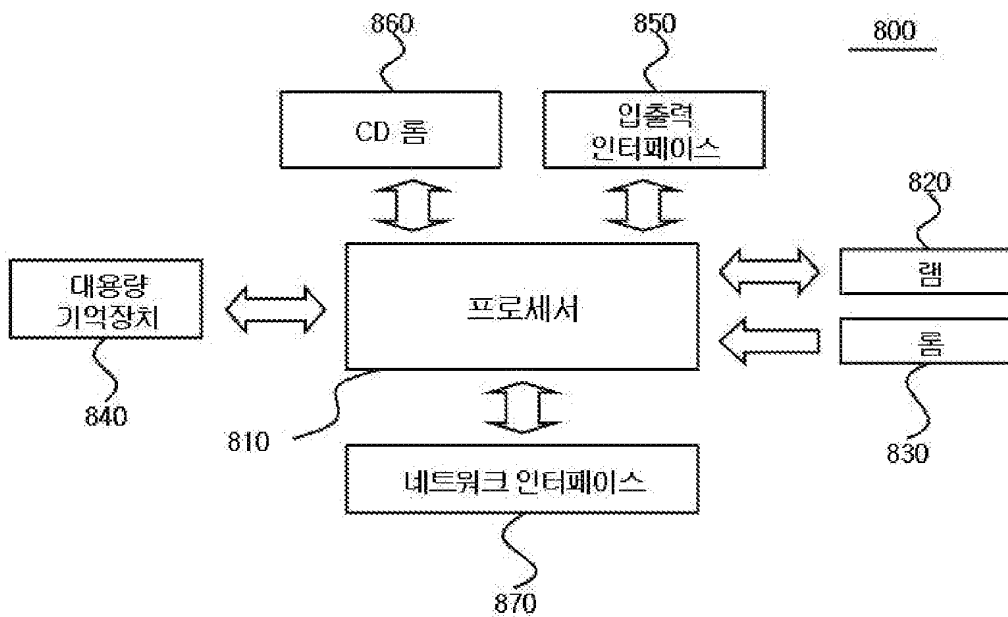 860
850
800
CD 롬
입출력
인터페이스
820
램
대용량
기억장치
프로세서
롬
840
810
830
네트워크 인터페이스
870